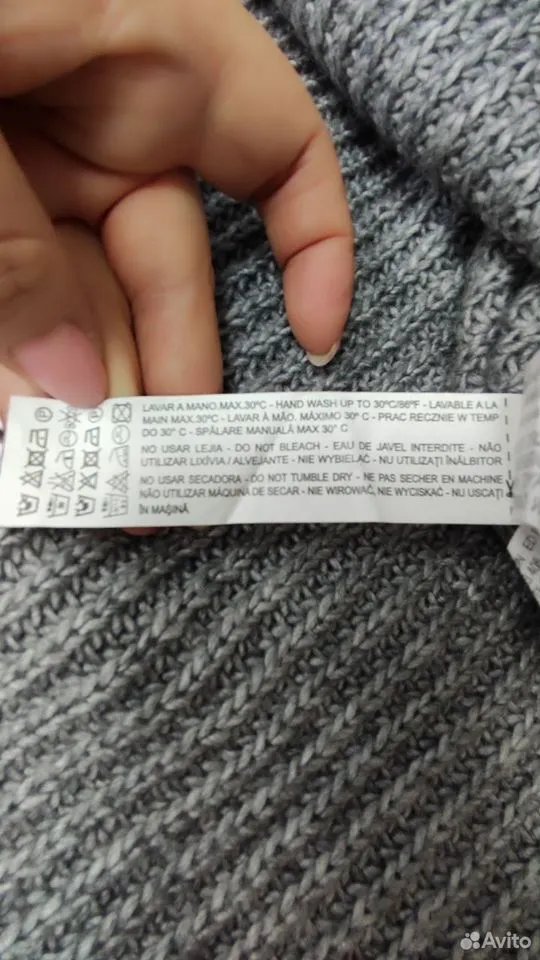 LAVAR A MANO.MAX.30ºC - HAND WASH UP TO 30ºC/86ºF - LAVABLE A LA
MAIN MAX.30ºC - LAVAR À MÃO. MÁXIMO 30º C - PRAC RECZNIE W TEMP
DO 30° C - SPĂLARE MANUALĂ MAX 30° C
NO USAR LEJIA - DO NOT BLEACH - EAU DE JAVEL INTERDITE - NÃO
UTILIZAR LIXÍVIA / ALVEJANTE - NIE WYBIELAĆ - NU UTILIZAŢI ÎNĂLBITOR
NO USAR SECADORA - DO NOT TUMBLE DRY - NE PAS SECHER EN MACHINE
NÃO UTILIZAR MÁQUINA DE SECAR - NIE WIROWAĆ, NIE WYCISKAĆ - NU USCAŢI
ÎN MAŞINĂ
Avito